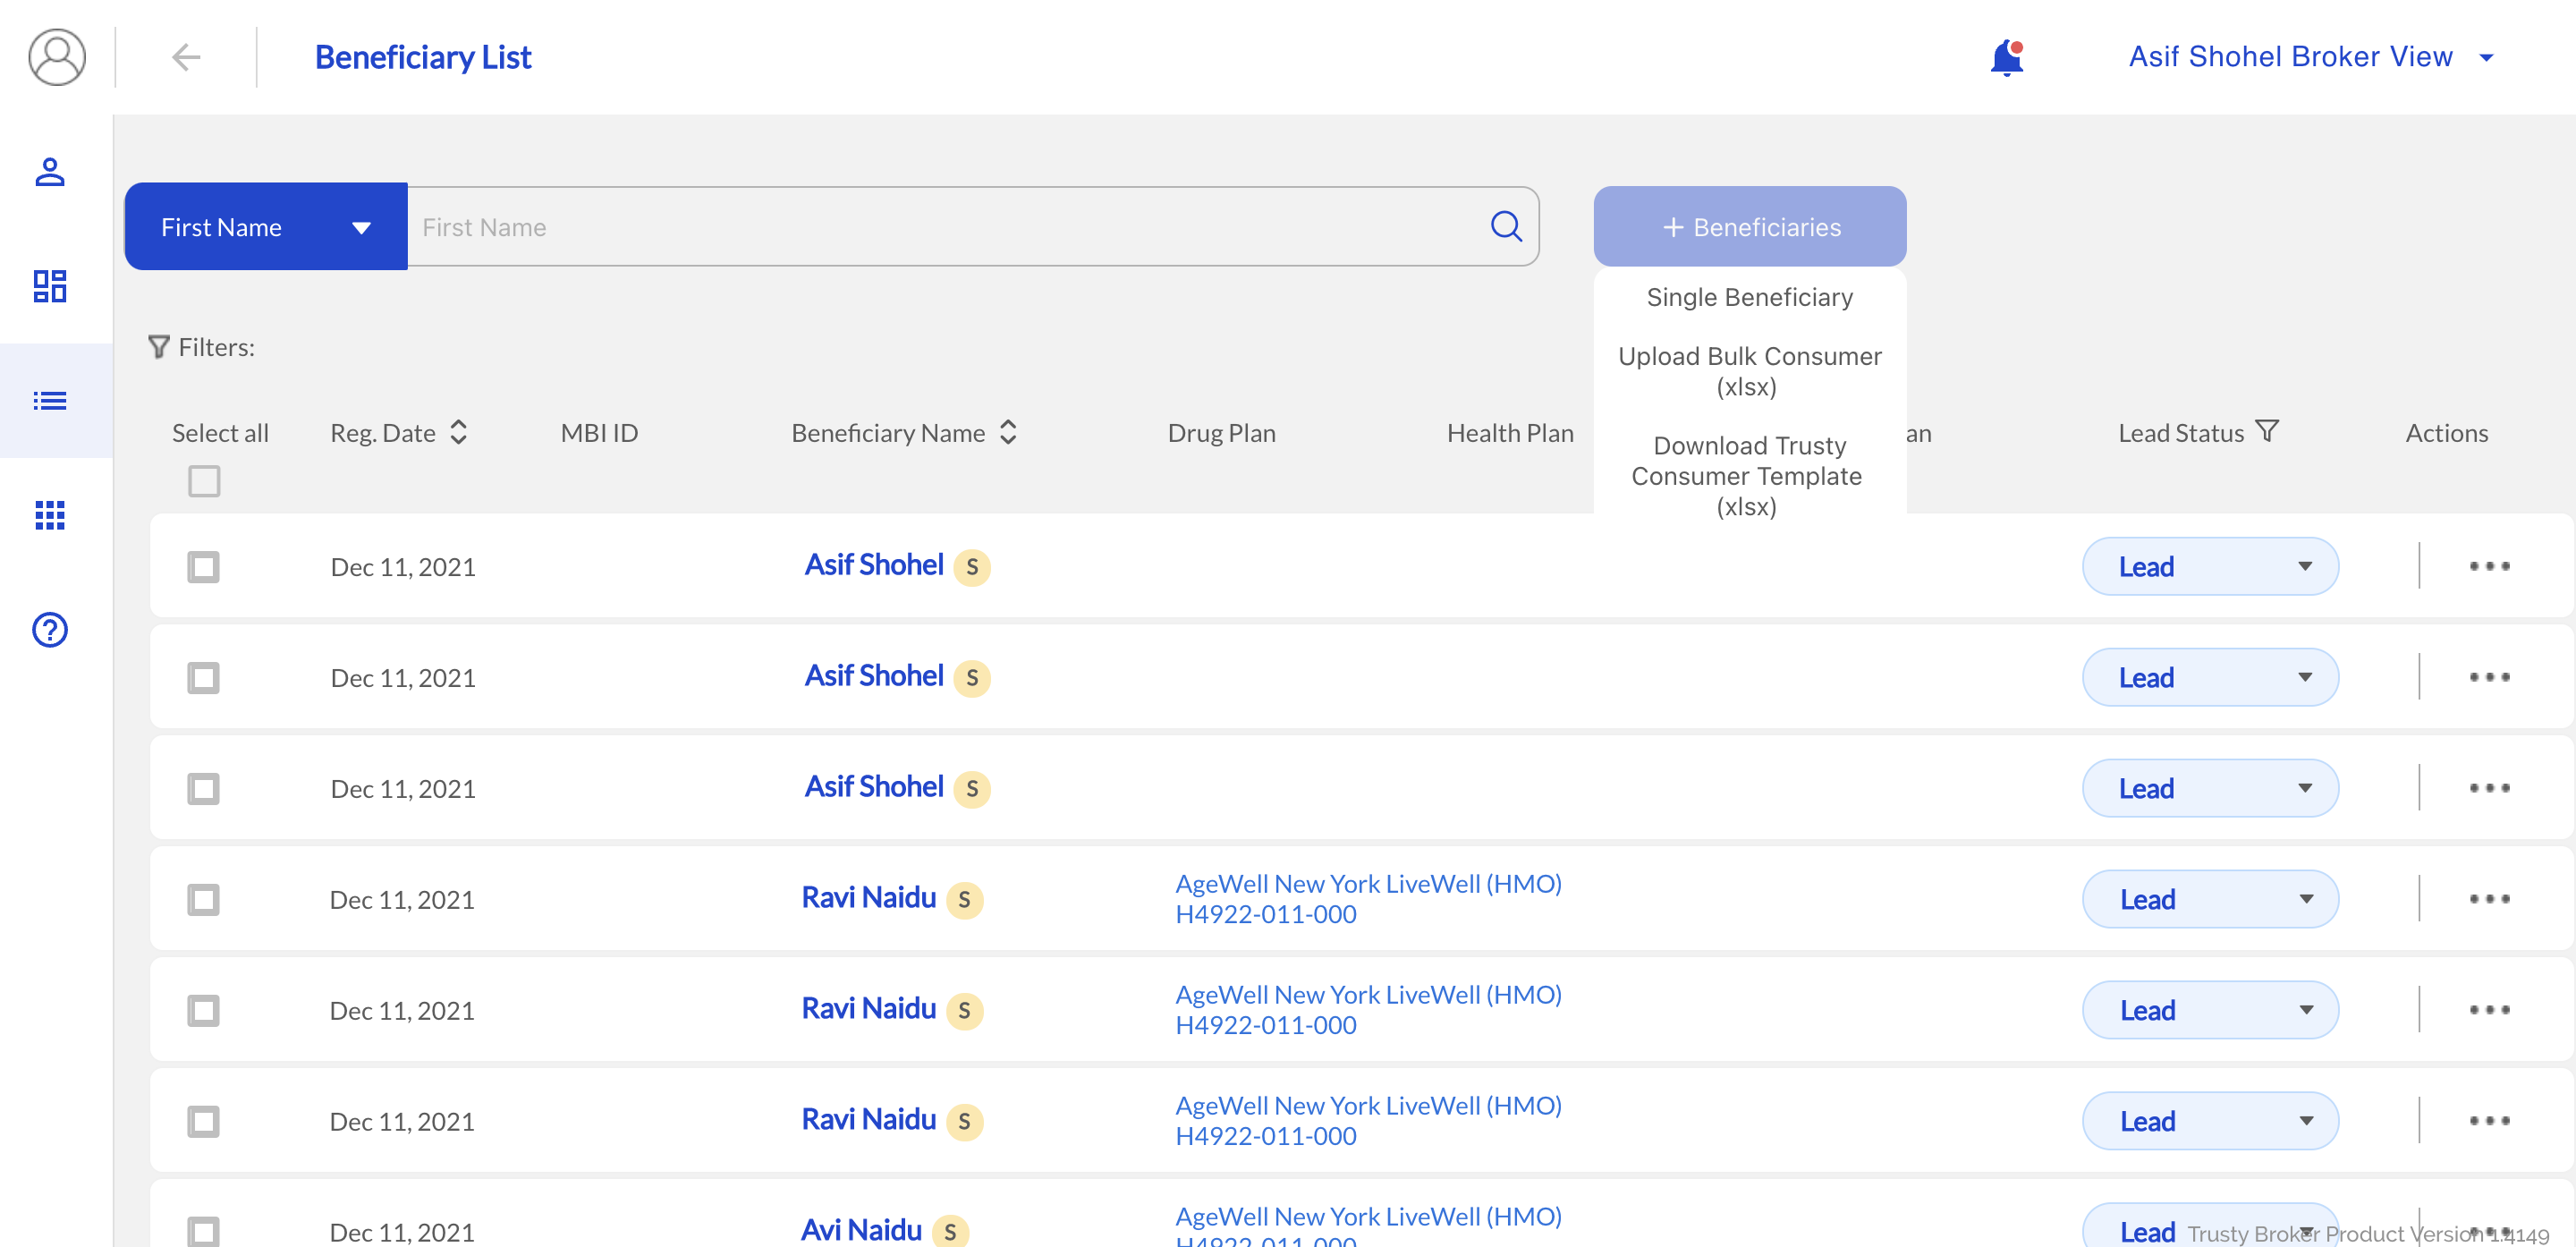 Beneficiary List
Asif Shohel Broker View
First Name
First Name
+ Beneficiaries
Single Beneficiary
Upload Bulk Consumer
(xlsx)
Download Trusty
Consumer Template
(xlsx)
Filters:
Select all
Reg. Date
MBI ID
Beneficiary Name
Drug Plan
Health Plan
an
Lead Status
Actions
Dec 11, 2021
Asif Shohel S
Lead
Dec 11, 2021
Asif Shohel S
Lead
Dec 11, 2021
Asif Shohel S
Lead
Dec 11, 2021
Ravi Naidu S
AgeWell New York LiveWell (HMO)
H4922-011-000
Lead
Dec 11, 2021
Ravi Naidu S
AgeWell New York LiveWell (HMO)
H4922-011-000
Lead
Dec 11, 2021
Ravi Naidu S
AgeWell New York LiveWell (HMO)
H4922-011-000
Lead
Dec 11, 2021
Avi Naidu S
AgeWell New York LiveWell (HMO)
H4922-011-000
Lead
Trusty Broker Product Version 1.4149